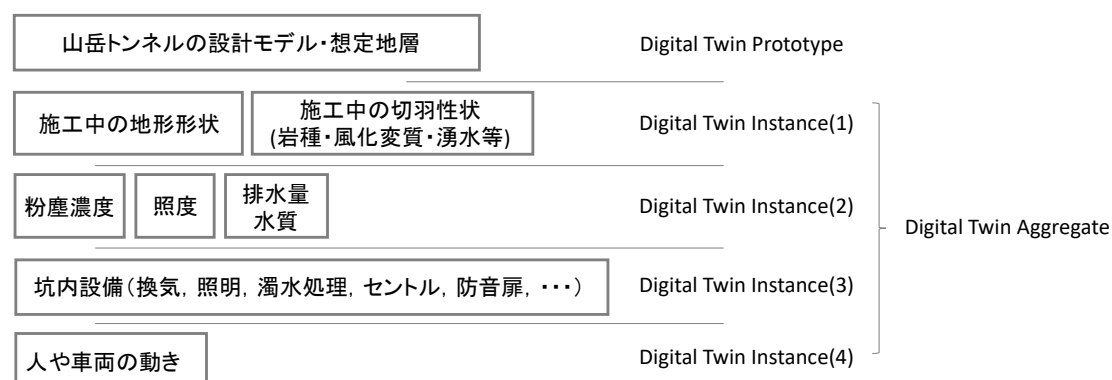 山岳トンネルの設計モデル・想定地層
Digital Twin Prototype
施工中の地形形状
施工中の切羽性状
(岩種・風化変質・湧水等)
Digital Twin Instance(1)
粉塵濃度
照度
排水量
水質
Digital Twin Instance(2)
坑内設備(換気, 照明, 濁水処理, セントル, 防音扉, ・・・)
Digital Twin Instance(3)
人や車両の動き
Digital Twin Instance(4)
Digital Twin Aggregate